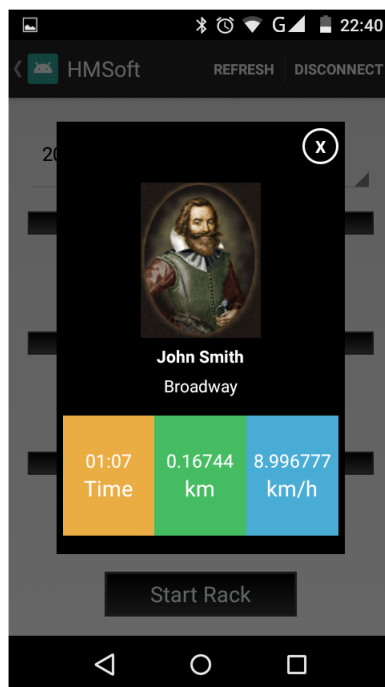 G 22:40
HMSoft REFRESH DISCONNECT
20
X
John Smith
Broadway
01:07 0.16744 8.996777
Time km km/h
Start Rack